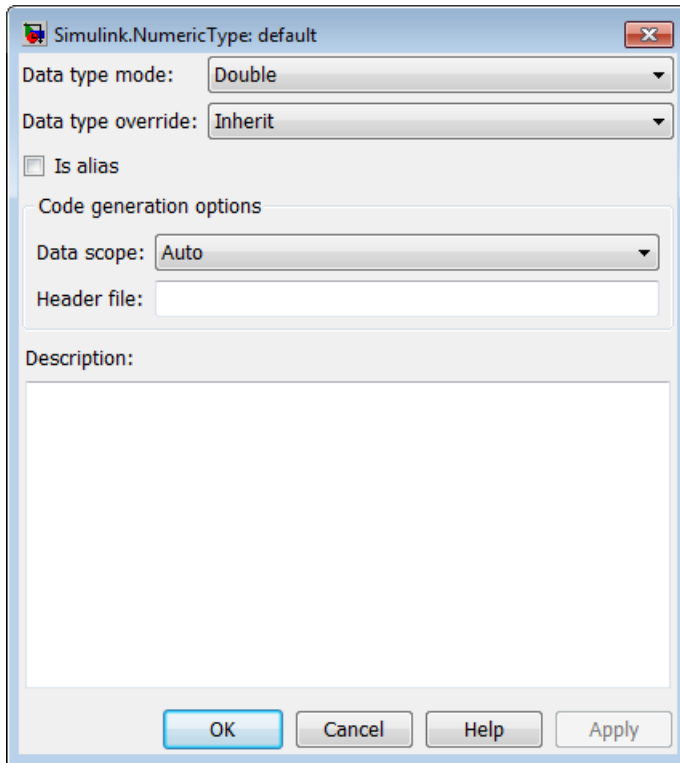 Simulink.NumericType: default
Data type mode: Double
Data type override: Inherit
Is alias
Code generation options
Data scope: Auto
Header file:
Description:
OK Cancel Help Apply